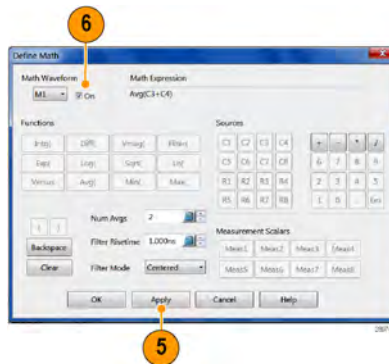 6
Define Math
Math Waveform
Math Expression
M1
On
Avg(C3+C4)
Functions
Sources
Intg( Diff( Vmag(
Exp( Log( Sqrt( Ln(
Versus Avg( Min( Max(
C1 C2 C3 C4
C5 C6 C7 C8
R1 R2 R3 R4
R5 R6 R7 R8
+ - * /
6 7 8 9
2 3 4 5
1 0 .
( )
Backspace
Clear
Num Avgs 2
Filter Risetime 1.000ns
Filter Mode Centered
Measurement Scalars
Meas1 Meas2 Meas3 Meas4
Meas5 Meas6 Meas7 Meas8
OK Apply Cancel Help
5